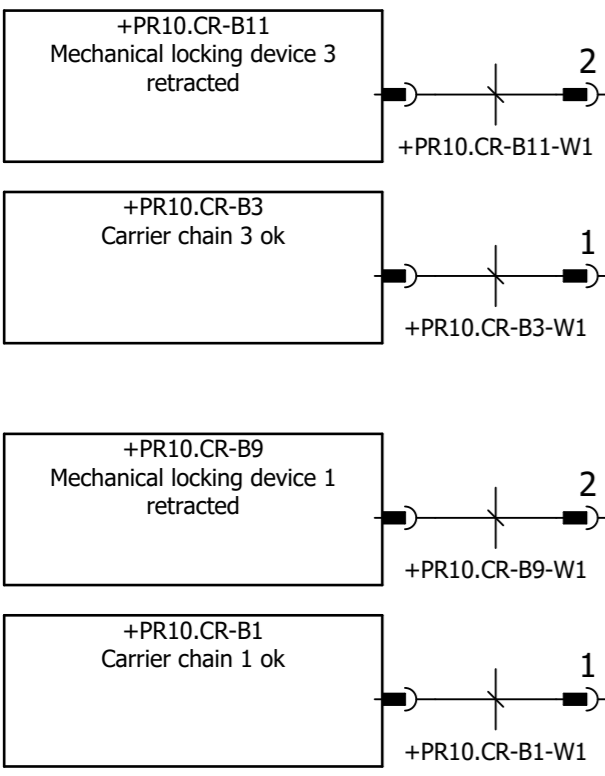 +PR10.CR-B11
Mechanical locking device 3
retracted
2
+PR10.CR-B11-W1
+PR10.CR-B3
Carrier chain 3 ok
1
+PR10.CR-B3-W1
+PR10.CR-B9
Mechanical locking device 1
retracted
2
+PR10.CR-B9-W1
+PR10.CR-B1
Carrier chain 1 ok
1
+PR10.CR-B1-W1